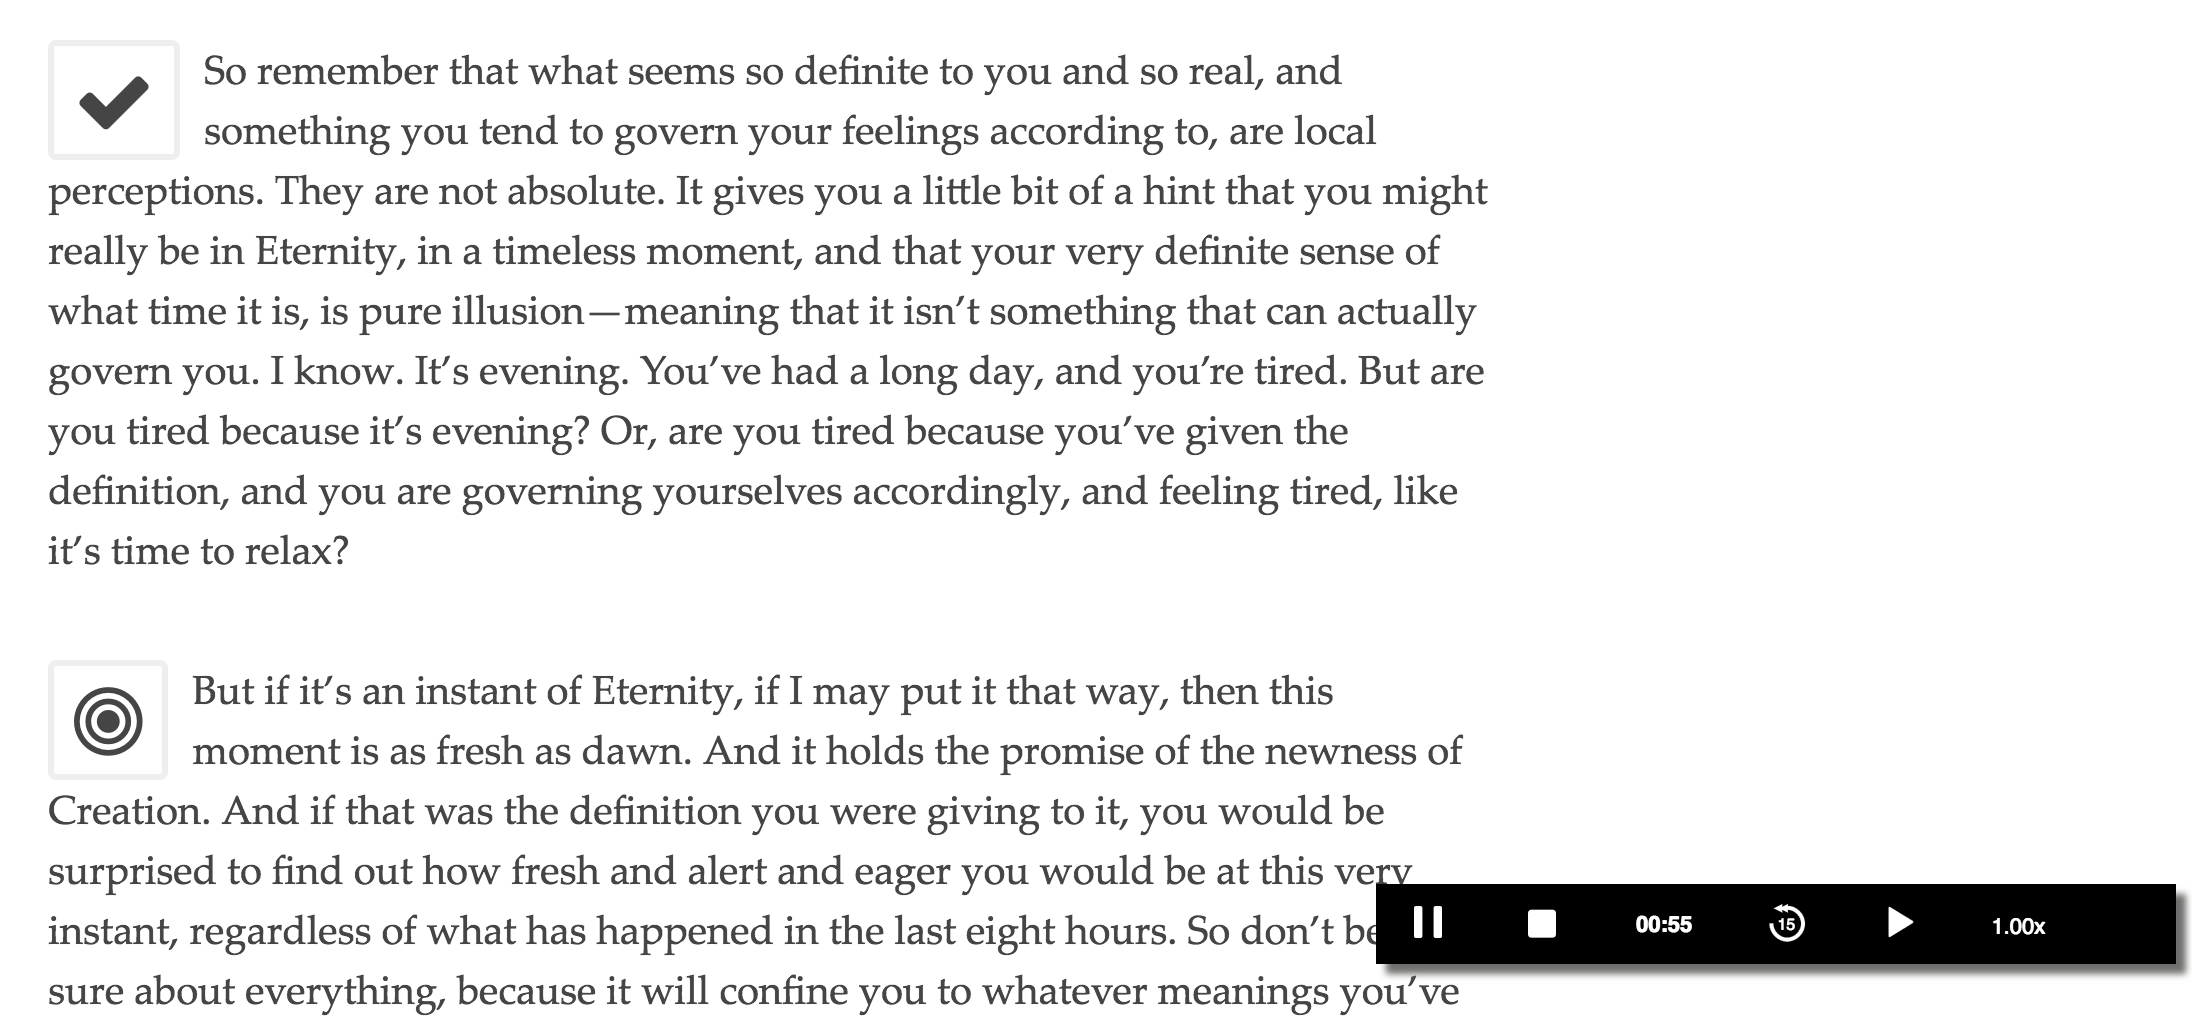 So remember that what seems so definite to you and so real, and
something you tend to govern your feelings according to, are local
perceptions. They are not absolute. It gives you a little bit of a hint that you might
really be in Eternity, in a timeless moment, and that your very definite sense of
what time it is, is pure illusion—meaning that it isn’t something that can actually
govern you. I know. It’s evening. You’ve had a long day, and you’re tired. But are
you tired because it’s evening? Or, are you tired because you’ve given the
definition, and you are governing yourselves accordingly, and feeling tired, like
it’s time to relax?
But if it’s an instant of Eternity, if I may put it that way, then this
moment is as fresh as dawn. And it holds the promise of the newness of
Creation. And if that was the definition you were giving to it, you would be
surprised to find out how fresh and alert and eager you would be at this very
instant, regardless of what has happened in the last eight hours. So don’t be
sure about everything, because it will confine you to whatever meanings you’ve
00:55
15
1.00x